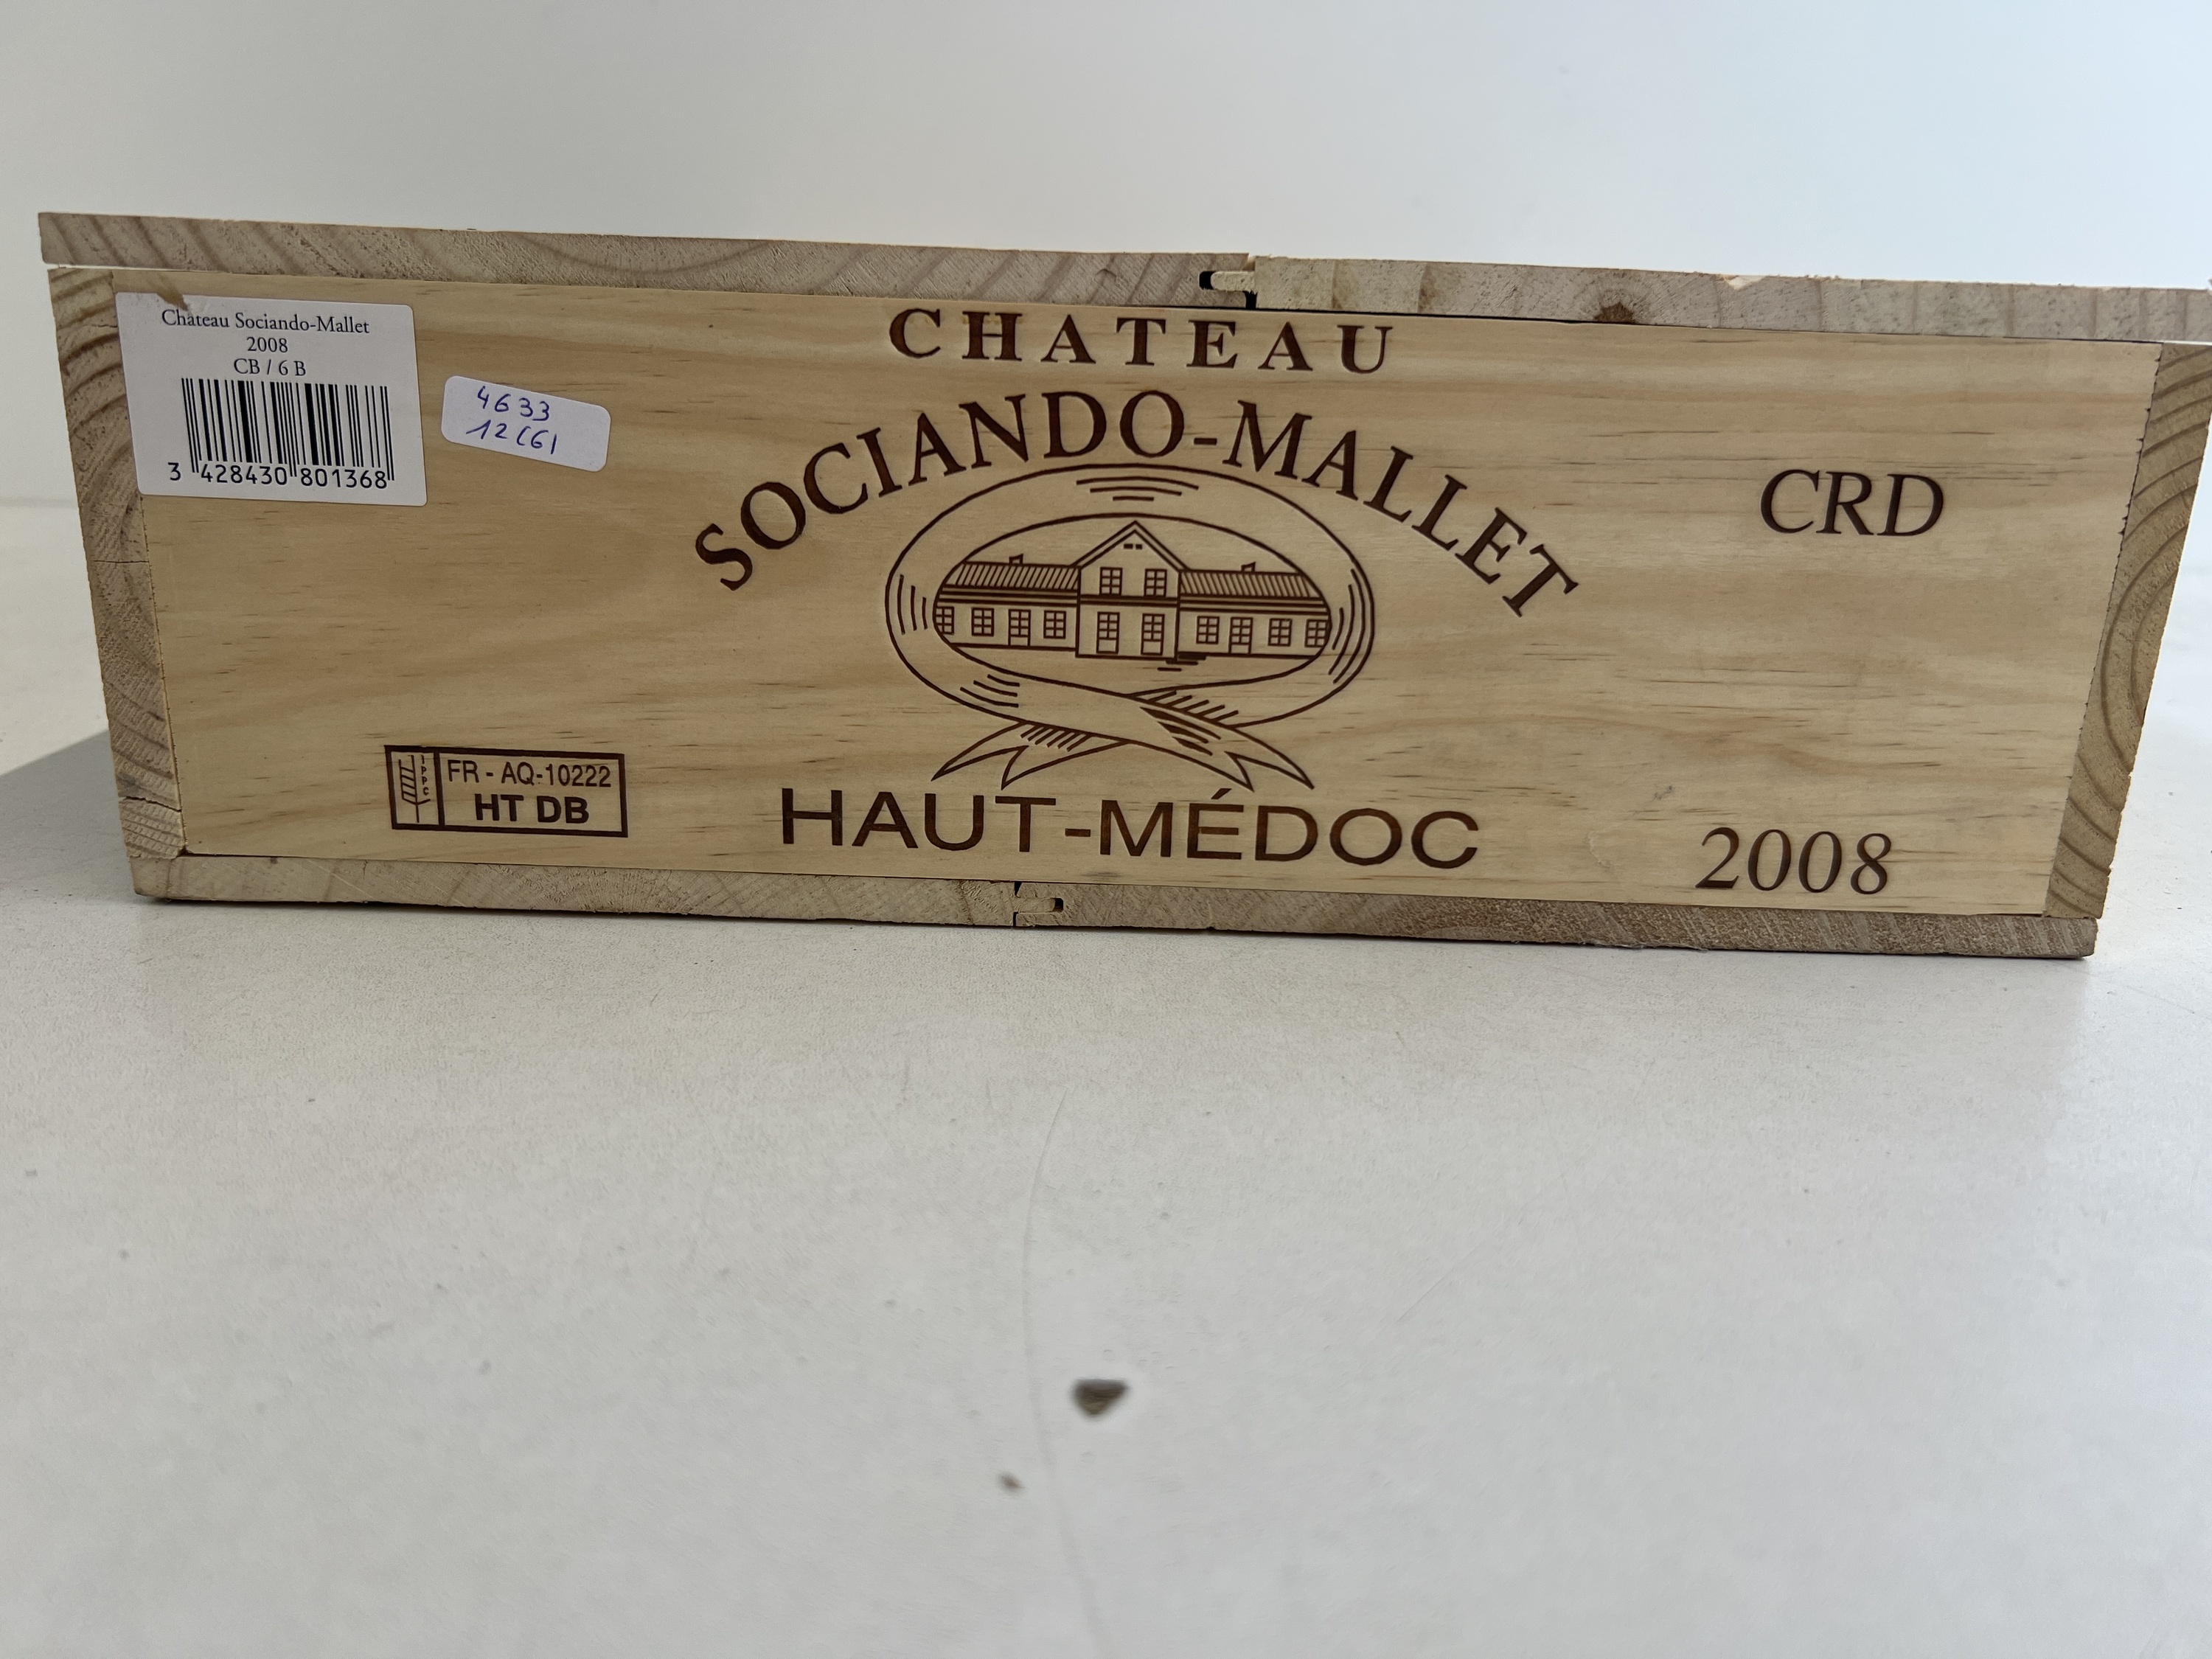 Chateau Sociando-Mallet
2008
CB / 6 B
3 428430 801368
4633
12 (6)
CHATEAU
SOCIANDO-MALLET
CRD
IPPC
FR - AQ-10222
HT DB
HAUT-MÉDOC
2008